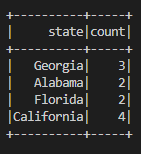 +----------+-----+
|     state|count|
+----------+-----+
|   Georgia|    3|
|   Alabama|    2|
|   Florida|    2|
|California|    4|
+----------+-----+